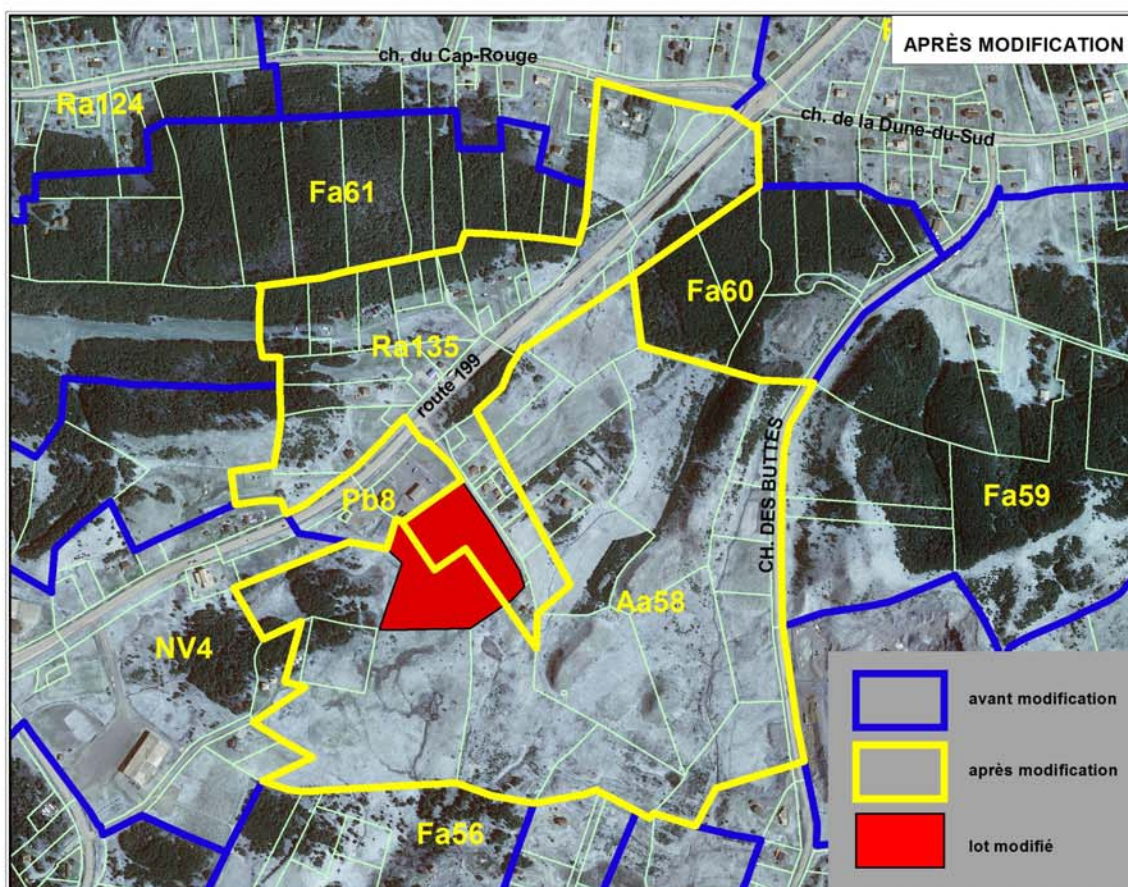 APRÈS MODIFICATION
ch. du Cap-Rouge
Ra124
ch. de la Dune-du-Sud
Fa61
Fa60
Ra135
route 199
CH. DES BUTTES
Fa59
Pb8
Aa58
NV4
avant modification
après modification
Fa56
lot modifié